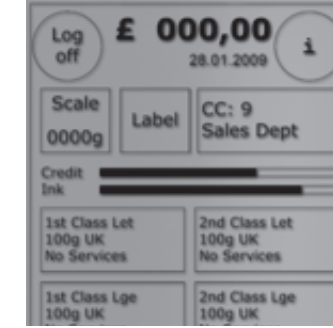 Log off
£ 000,00
i
28.01.2009
Scale
0000g
Label
CC: 9
Sales Dept
Credit
Ink
1st Class Let
100g UK
No Services
2nd Class Let
100g UK
No Services
1st Class Lge
100g UK
2nd Class Lge
100g UK